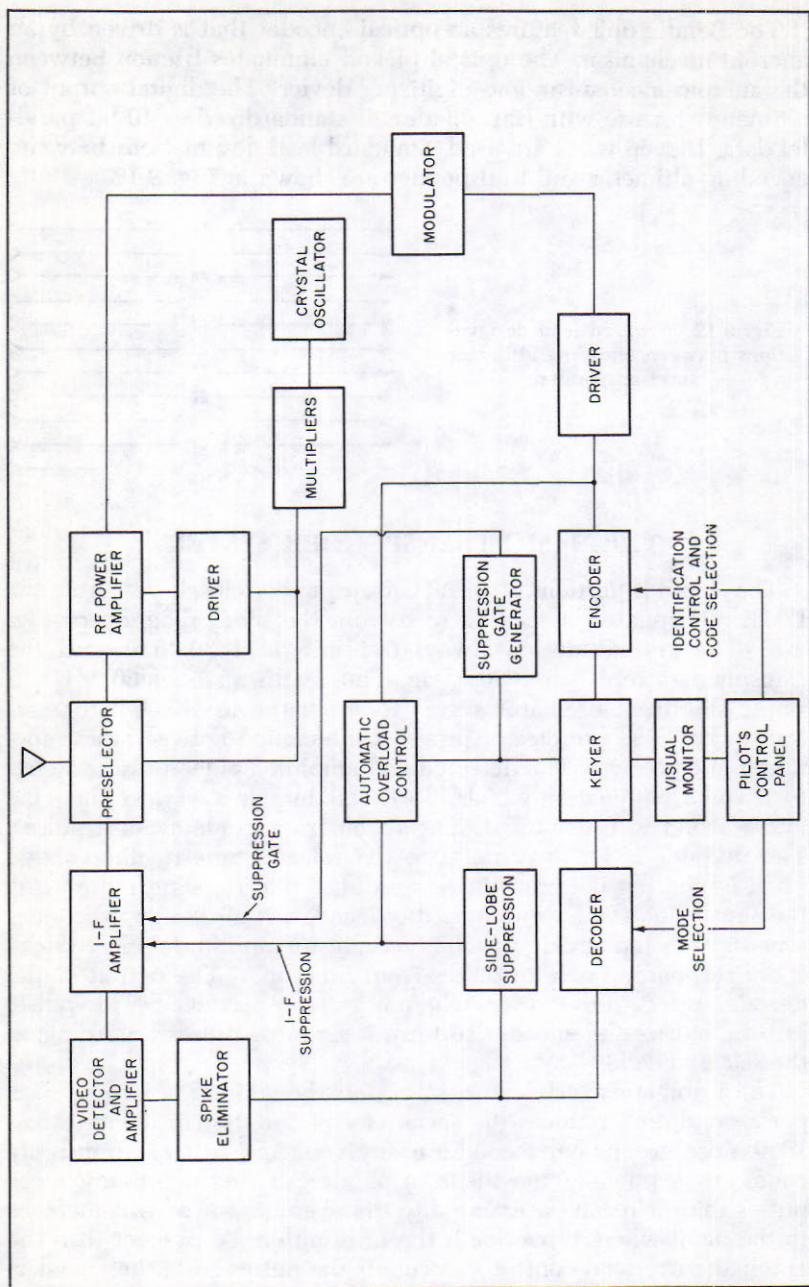 VIDEO
DETECTOR
AND
AMPLIFIER
I-F
AMPLIFIER
PRESELECTOR
RF POWER
AMPLIFIER
SPIKE
ELIMINATOR
DRIVER
SUPPRESSION
GATE
I-F
SUPPRESSION
MULTIPLIERS
CRYSTAL
OSCILLATOR
AUTOMATIC
OVERLOAD
CONTROL
MODULATOR
SIDE-LOBE
SUPPRESSION
SUPPRESSION
GATE
GENERATOR
DECODER
KEYER
ENCODER
DRIVER
MODE
SELECTION
VISUAL
MONITOR
IDENTIFICATION
CONTROL AND
CODE SELECTION
PILOT'S
CONTROL
PANEL